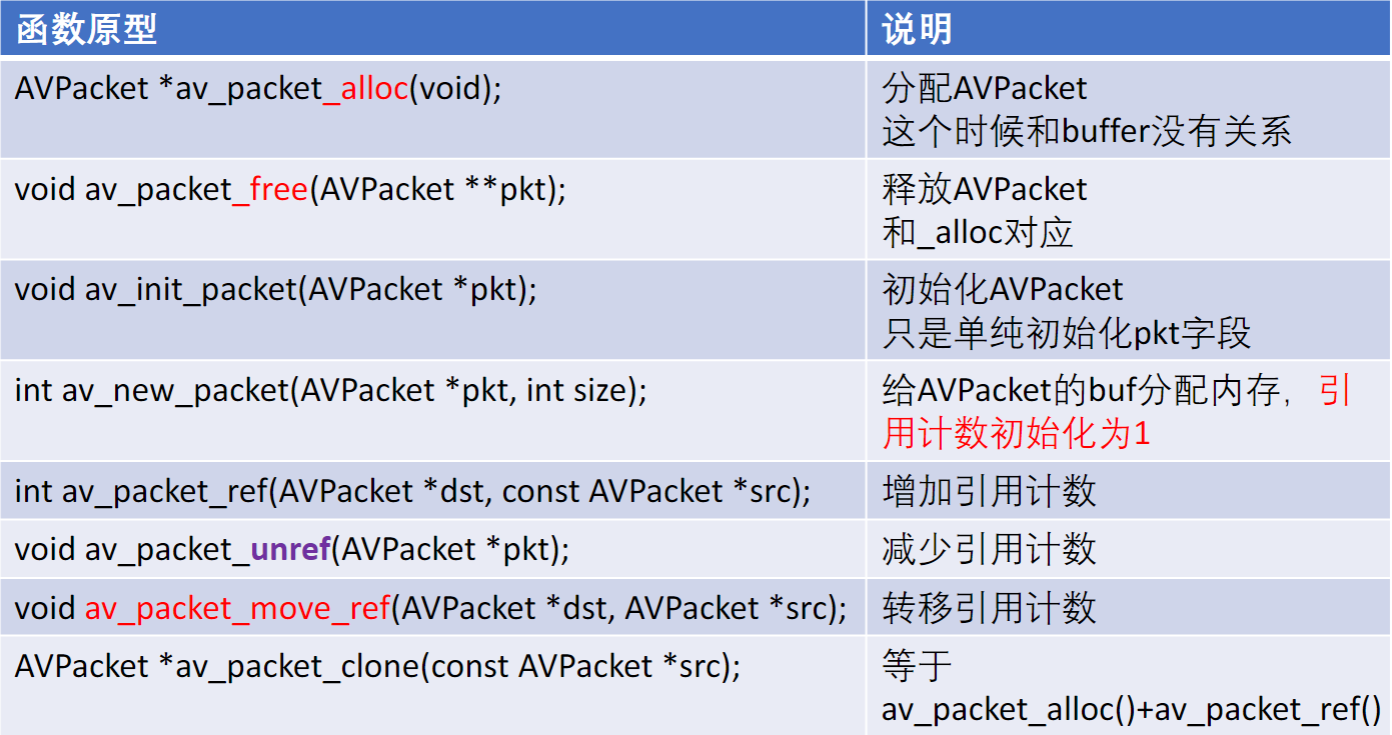 函数原型
说明
AVPacket *av_packet_alloc(void);
分配AVPacket
这个时候和buffer没有关系
void av_packet_free(AVPacket **pkt);
释放AVPacket
和_alloc对应
void av_init_packet(AVPacket *pkt);
初始化AVPacket
只是单纯初始化pkt字段
int av_new_packet(AVPacket *pkt, int size);
给AVPacket的buf分配内存，引
用计数初始化为1
int av_packet_ref(AVPacket *dst, const AVPacket *src);
增加引用计数
void av_packet_unref(AVPacket *pkt);
减少引用计数
void av_packet_move_ref(AVPacket *dst, AVPacket *src);
转移引用计数
AVPacket *av_packet_clone(const AVPacket *src);
等于
av_packet_alloc()+av_packet_ref()